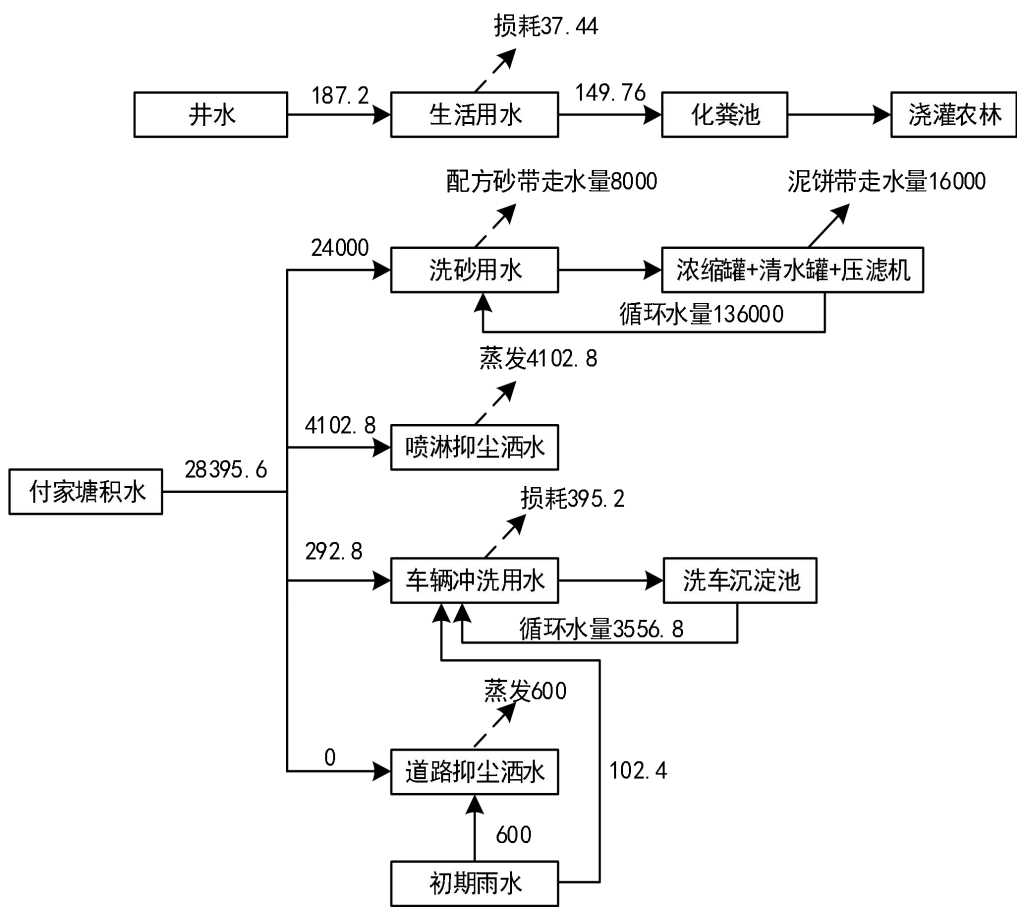 损耗37.44
井水
187.2
生活用水
149.76
化粪池
浇灌农林
配方砂带走水量8000
泥饼带走水量16000
24000
洗砂用水
浓缩罐+清水罐+压滤机
循环水量136000
蒸发4102.8
4102.8
喷淋抑尘洒水
付家塘积水
28395.6
损耗395.2
292.8
车辆冲洗用水
洗车沉淀池
循环水量3556.8
蒸发600
0
道路抑尘洒水
102.4
600
初期雨水